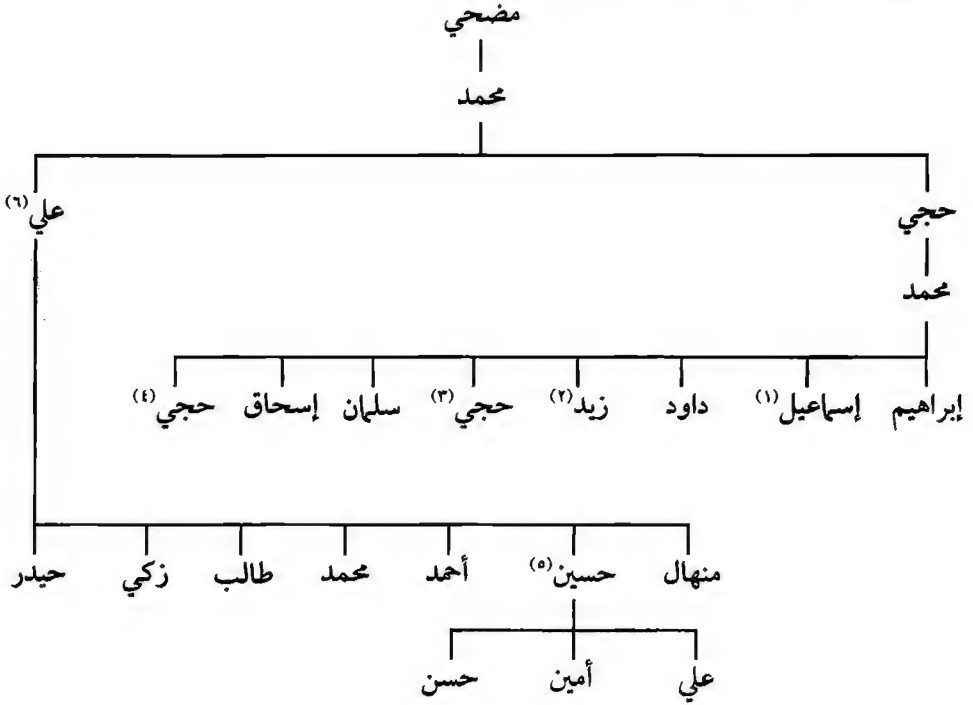 مضحي
محمد
حجي علي(٦)
محمد
إبراهيم إسماعيل(١) داود زيد(٢) حجي(٣) سلمان إسحاق حجي(٤)
منهال حسين(٥) أحمد محمد طالب زكي حيدر
علي أمين حسن